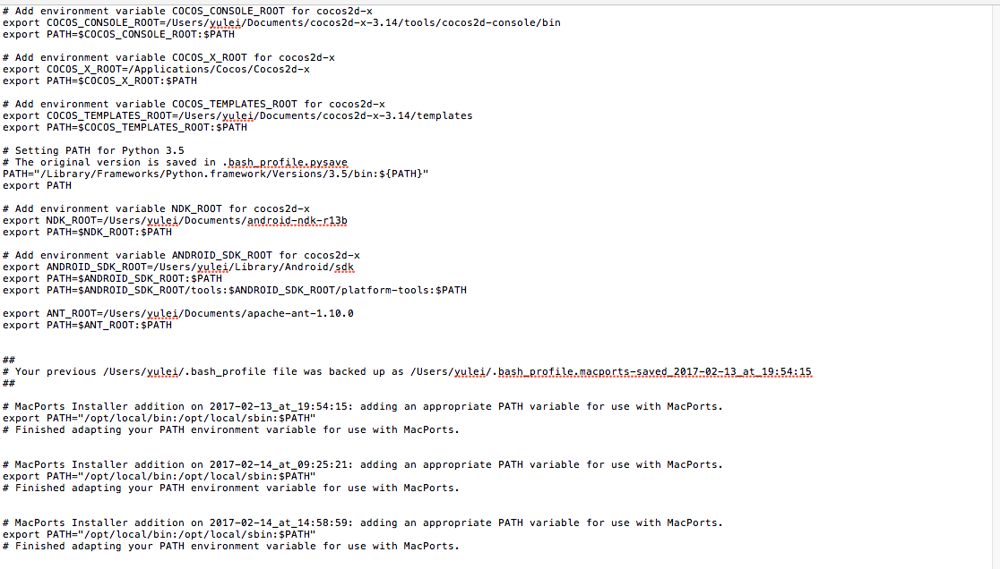 # Add environment variable COCOS_CONSOLE_ROOT for cocos2d-x
export COCOS_CONSOLE_ROOT=/Users/yulei/Documents/cocos2d-x-3.14/tools/cocos2d-console/bin
export PATH=$COCOS_CONSOLE_ROOT:$PATH
# Add environment variable COCOS_X_ROOT for cocos2d-x
export COCOS_X_ROOT=/Applications/Cocos/Cocos2d-x
export PATH=$COCOS_X_ROOT:$PATH
# Add environment variable COCOS_TEMPLATES_ROOT for cocos2d-x
export COCOS_TEMPLATES_ROOT=/Users/yulei/Documents/cocos2d-x-3.14/templates
export PATH=$COCOS_TEMPLATES_ROOT:$PATH
# Setting PATH for Python 3.5
# The original version is saved in .bash_profile.pysave
PATH="/Library/Frameworks/Python.framework/Versions/3.5/bin:${PATH}"
export PATH
# Add environment variable NDK_ROOT for cocos2d-x
export NDK_ROOT=/Users/yulei/Documents/android-ndk-r13b
export PATH=$NDK_ROOT:$PATH
# Add environment variable ANDROID_SDK_ROOT for cocos2d-x
export ANDROID_SDK_ROOT=/Users/yulei/Library/Android/sdk
export PATH=$ANDROID_SDK_ROOT:$PATH
export PATH=$ANDROID_SDK_ROOT/tools:$ANDROID_SDK_ROOT/platform-tools:$PATH
export ANT_ROOT=/Users/yulei/Documents/apache-ant-1.10.0
export PATH=$ANT_ROOT:$PATH
##
# Your previous /Users/yulei/.bash_profile file was backed up as /Users/yulei/.bash_profile.macports-saved_2017-02-13_at_19:54:15
##
# MacPorts Installer addition on 2017-02-13_at_19:54:15: adding an appropriate PATH variable for use with MacPorts.
export PATH="/opt/local/bin:/opt/local/sbin:$PATH"
# Finished adapting your PATH environment variable for use with MacPorts.
# MacPorts Installer addition on 2017-02-14_at_09:25:21: adding an appropriate PATH variable for use with MacPorts.
export PATH="/opt/local/bin:/opt/local/sbin:$PATH"
# Finished adapting your PATH environment variable for use with MacPorts.
# MacPorts Installer addition on 2017-02-14_at_14:58:59: adding an appropriate PATH variable for use with MacPorts.
export PATH="/opt/local/bin:/opt/local/sbin:$PATH"
# Finished adapting your PATH environment variable for use with MacPorts.